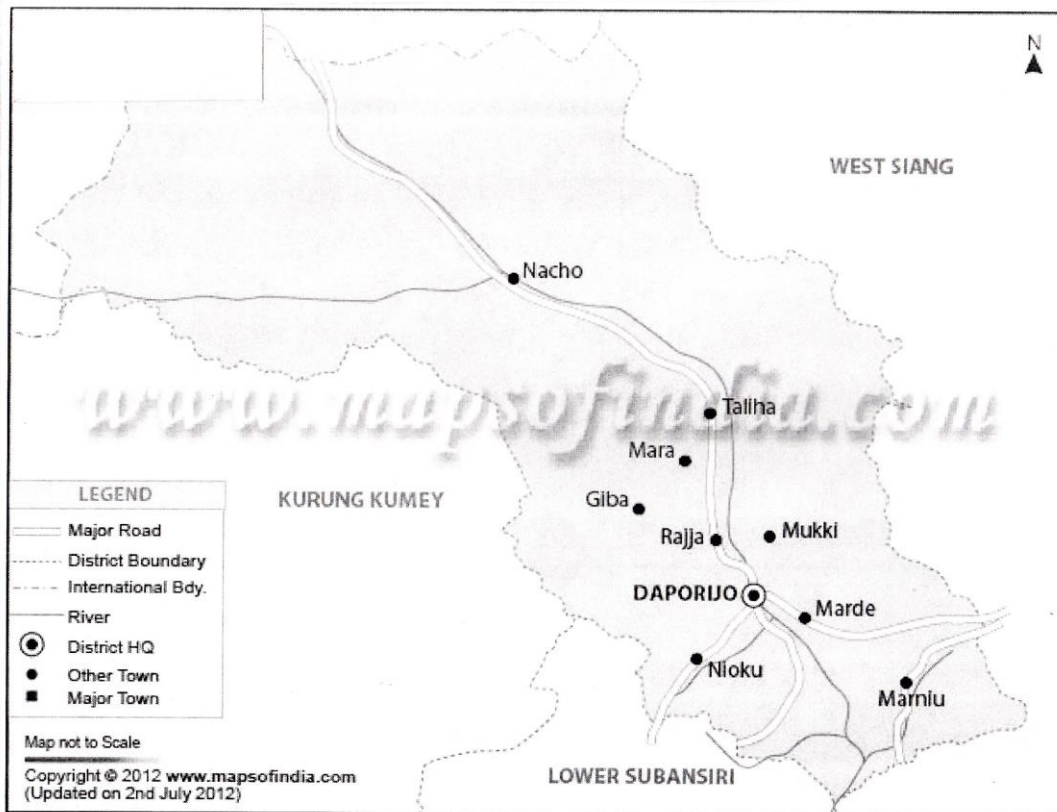 N
WEST SIANG
Nacho
www.mapsofindia.com
Taliha
Mara
LEGEND
KURUNG KUMEY
Giba
Major Road
Rajja
Mukki
District Boundary
International Bdy.
DAPORIJO
Marde
River
District HQ
Nioku
Other Town
Marniu
Major Town
Map not to Scale
LOWER SUBANSIRI
Copyright © 2012 www.mapsofindia.com
(Updated on 2nd July 2012)